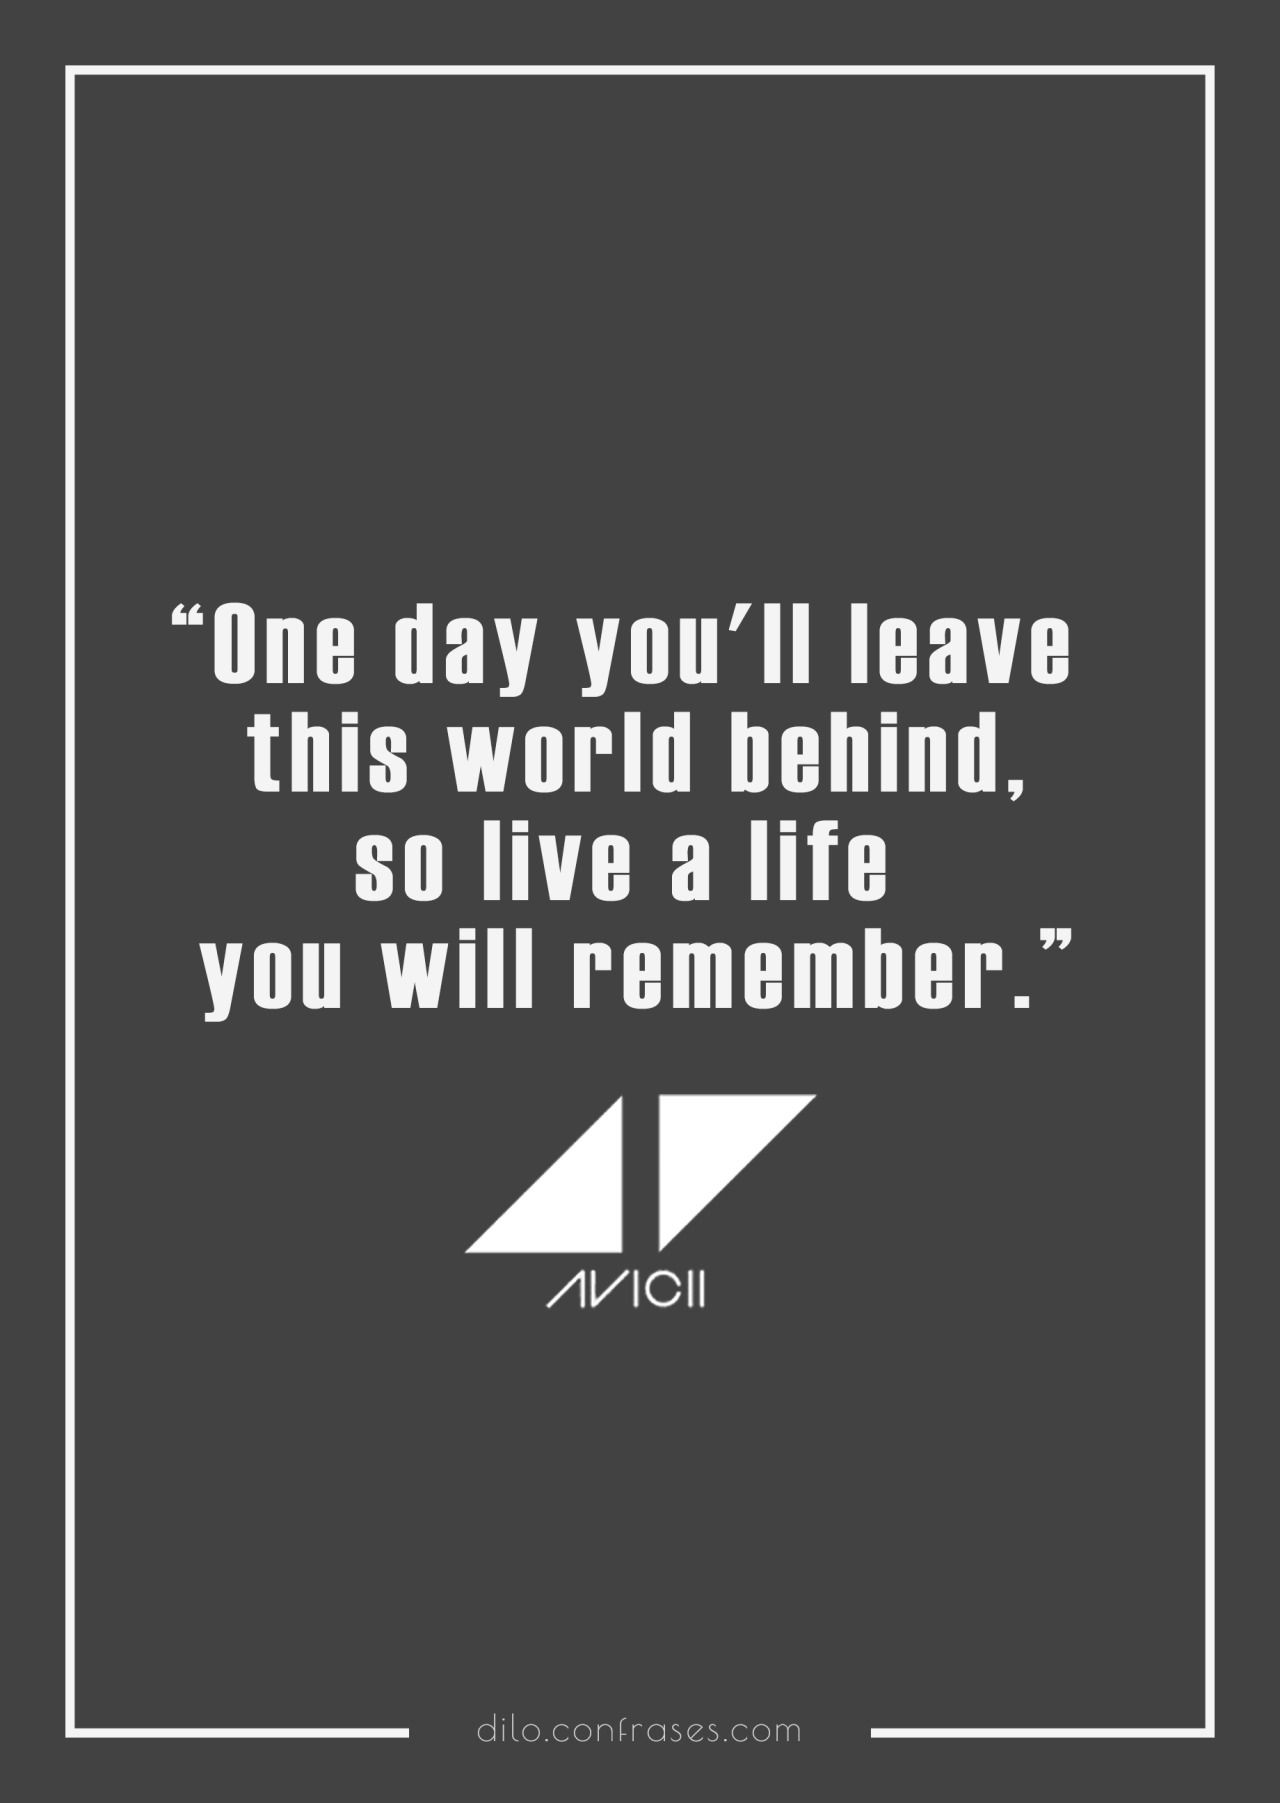 “One day you'll leave
this world behind,
so live a life
you will remember.”
AVICII
dilo.confrases.com